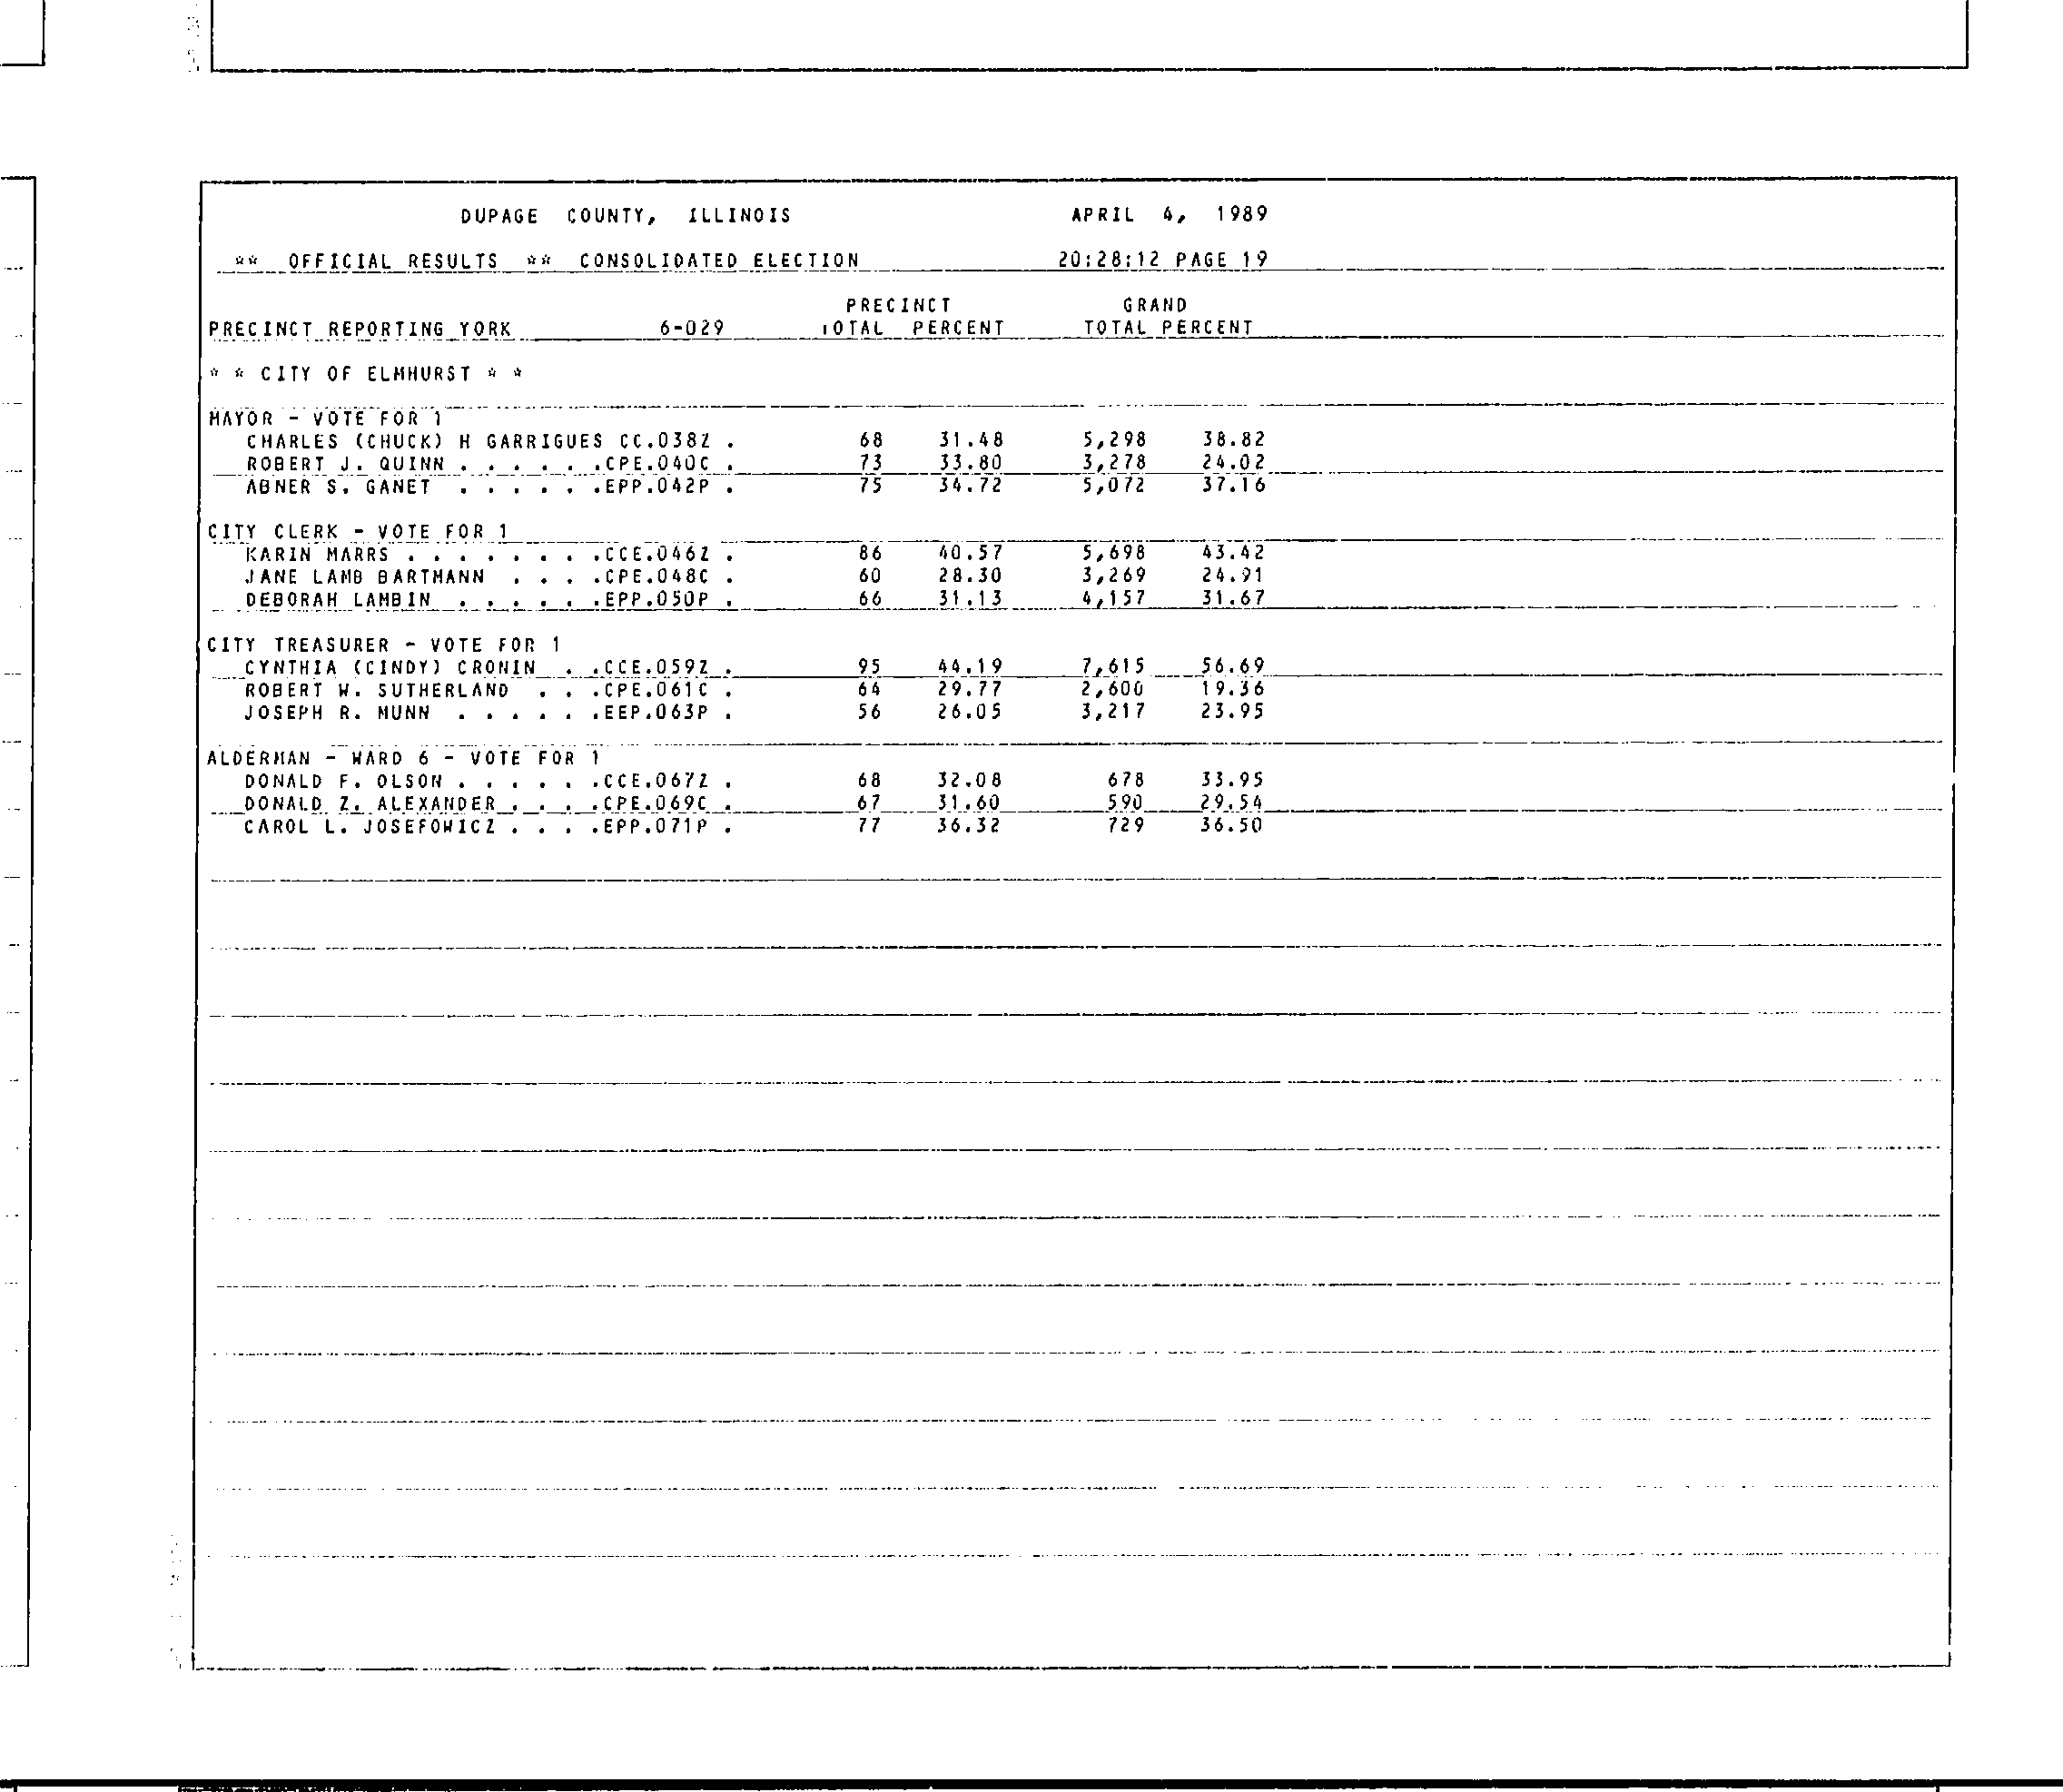 DUPAGE COUNTY, ILLINOIS APRIL 4, 1989
** OFFICIAL RESULTS ** CONSOLIDATED ELECTION 20:28:12 PAGE 19
PRECINCT GRAND
PRECINCT REPORTING YORK 6-029 TOTAL PERCENT TOTAL PERCENT
* * CITY OF ELMHURST * *
MAYOR - VOTE FOR 1
CHARLES (CHUCK) H GARRIGUES CC.038Z . 68 31.48 5,298 38.82
ROBERT J. QUINN . . . . . .CPE.040C . 73 33.80 3,278 24.02
ABNER S. GANET . . . . . .EPP.042P . 75 34.72 5,072 37.16
CITY CLERK - VOTE FOR 1
KARIN MARRS . . . . . . . .CCE.046Z . 86 40.57 5,698 43.42
JANE LAMB BARTMANN . . . .CPE.048C . 60 28.30 3,269 24.91
DEBORAH LAMBIN . . . . . .EPP.050P . 66 31.13 4,157 31.67
CITY TREASURER - VOTE FOR 1
CYNTHIA (CINDY) CRONIN . .CCE.059Z . 95 44.19 7,615 56.69
ROBERT W. SUTHERLAND . . .CPE.061C . 64 29.77 2,600 19.36
JOSEPH R. MUNN . . . . . .EEP.063P . 56 26.05 3,217 23.95
ALDERMAN - WARD 6 - VOTE FOR 1
DONALD F. OLSON . . . . . .CCE.067Z . 68 32.08 678 33.95
DONALD Z. ALEXANDER . . . .CPE.069C . 67 31.60 590 29.54
CAROL L. JOSEFOWICZ . . . .EPP.071P . 77 36.32 729 36.50